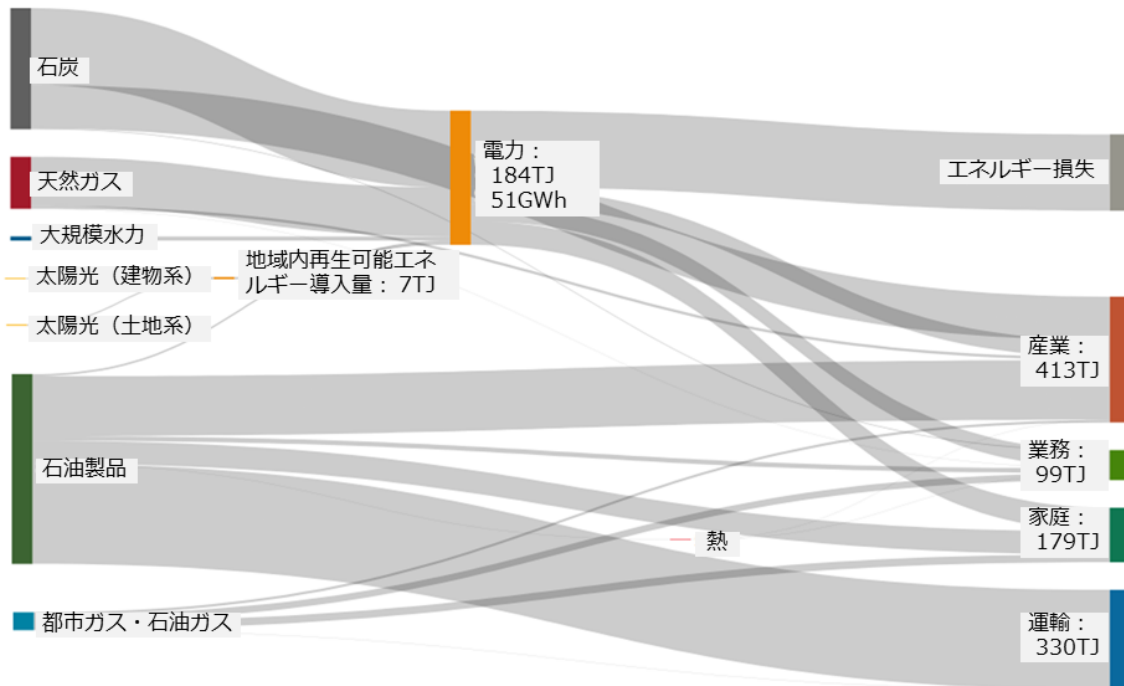 石炭
天然ガス
大規模水力
太陽光（建物系）
太陽光（土地系）
石油製品
都市ガス・石油ガス
地域内再生可能エネ
ルギー導入量： 7TJ
電力：
184TJ
51GWh
熱
エネルギー損失
産業：
413TJ
業務：
99TJ
家庭：
179TJ
運輸：
330TJ